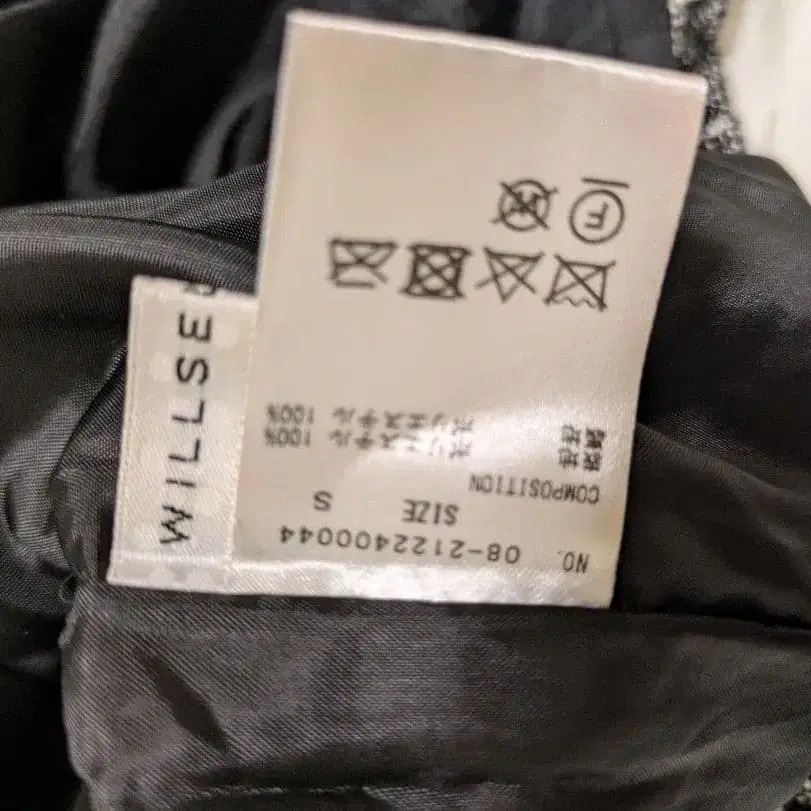 NO. 08-2122400044
SIZE S
COMPOSITION
ポリエステル 100%
ポリエステル 100%
F
W
WILLSE